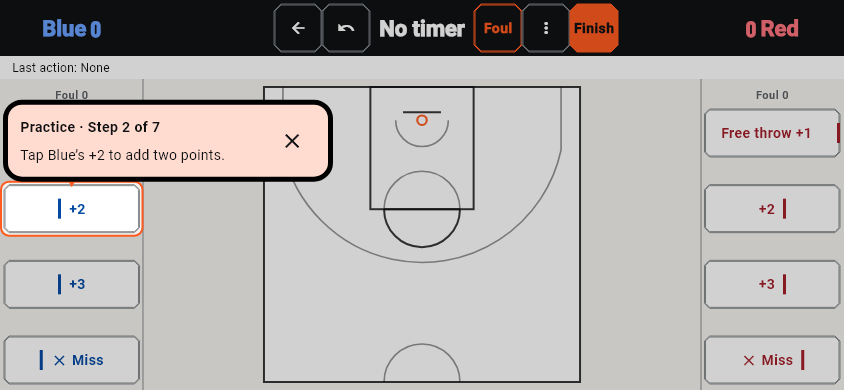 Blue 0
No timer
Foul
Finish
0 Red
Last action: None
Foul 0
Foul 0
Practice · Step 2 of 7
Tap Blue’s +2 to add two points.
Free throw +1
+2
+2
+3
+3
Miss
Miss